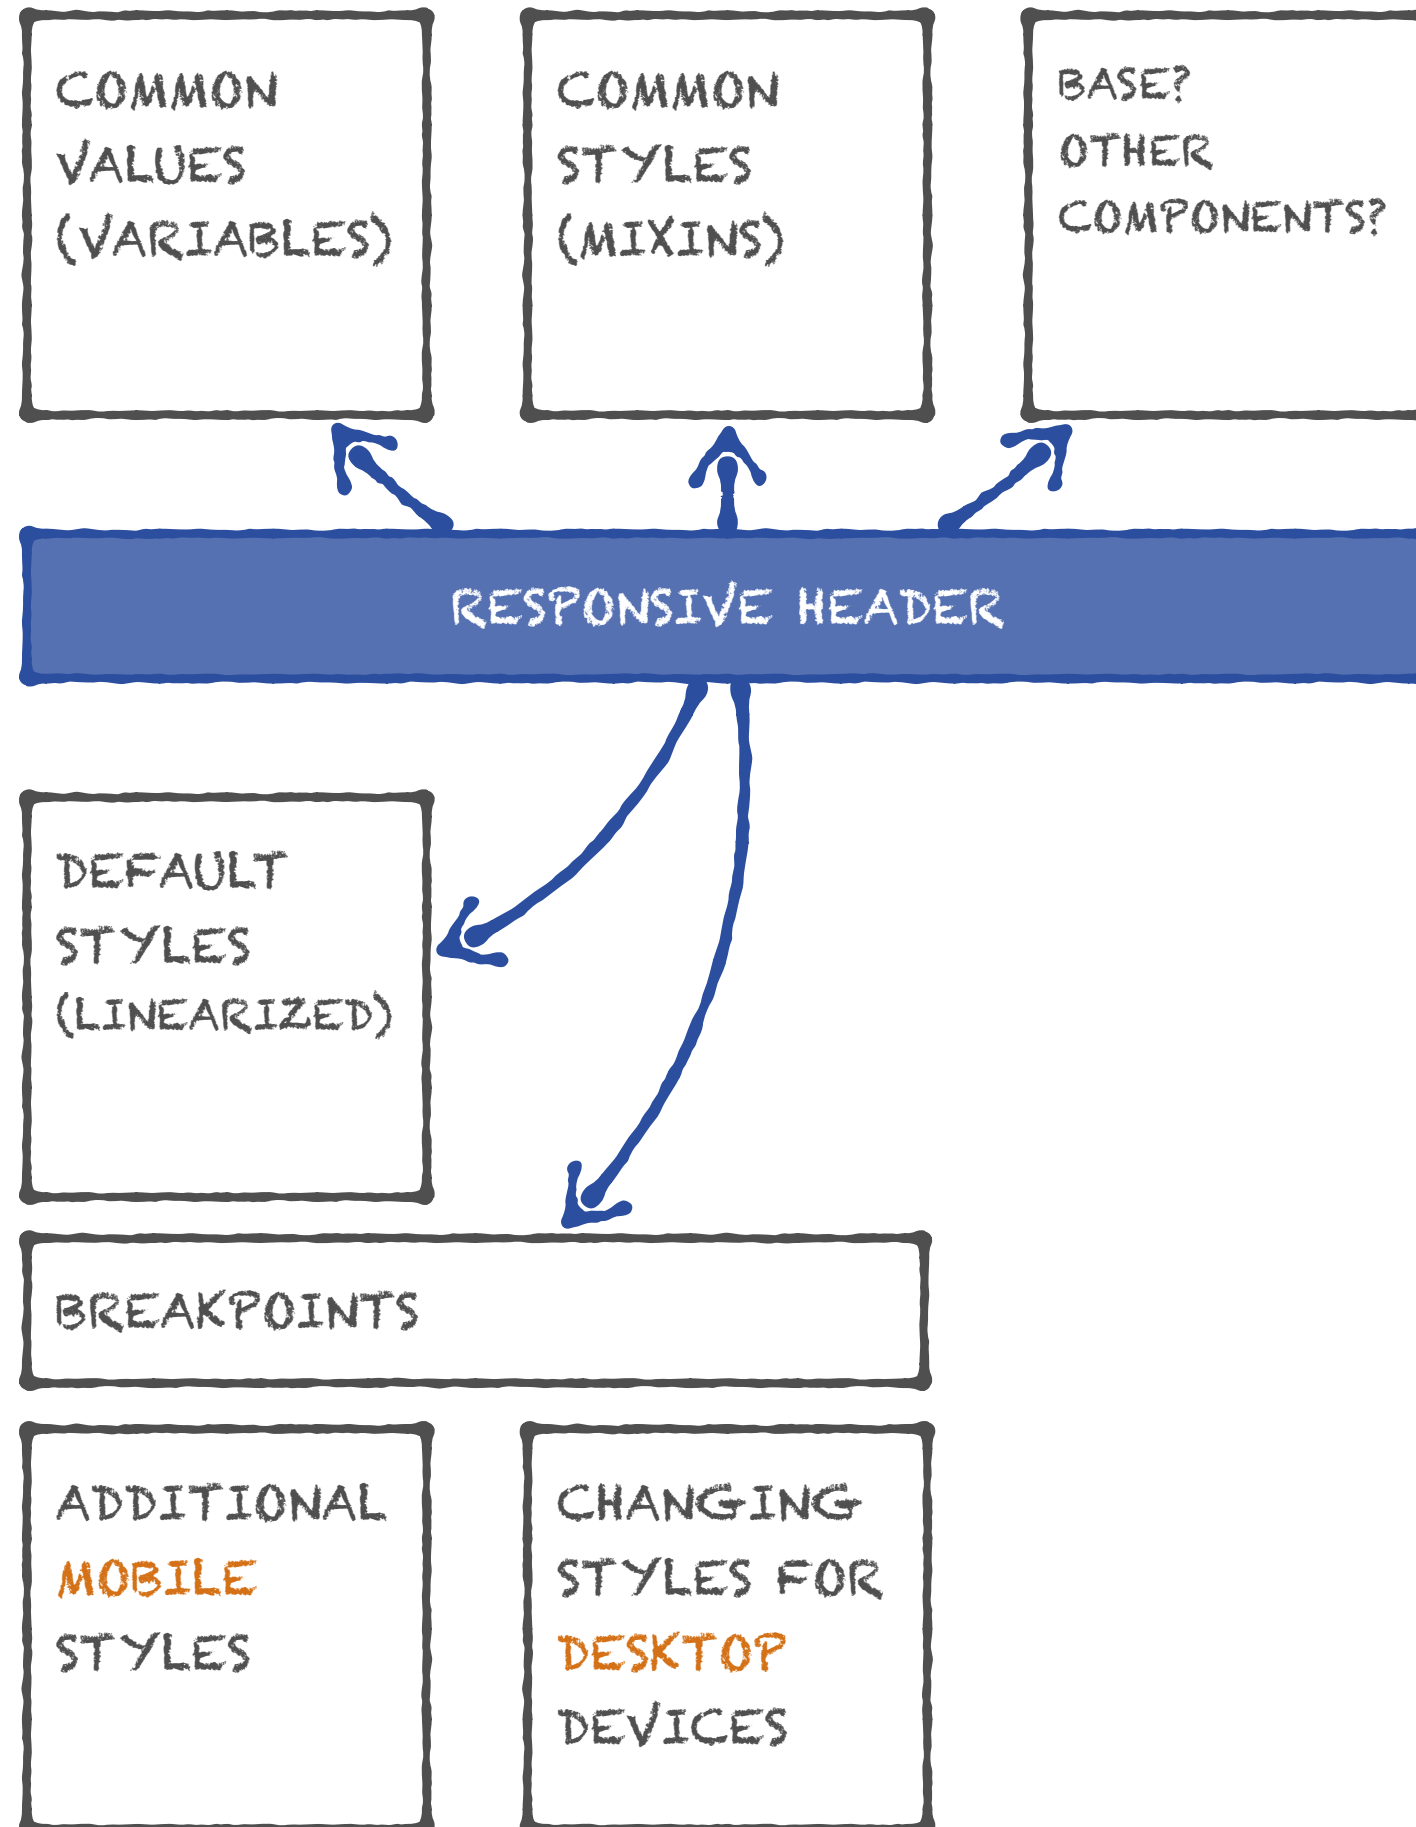 COMMON
VALUES
(VARIABLES)
COMMON
STYLES
(MIXINS)
BASE?
OTHER
COMPONENTS?
RESPONSIVE HEADER
DEFAULT
STYLES
(LINEARIZED)
BREAKPOINTS
ADDITIONAL
MOBILE
STYLES
CHANGING
STYLES FOR
DESKTOP
DEVICES